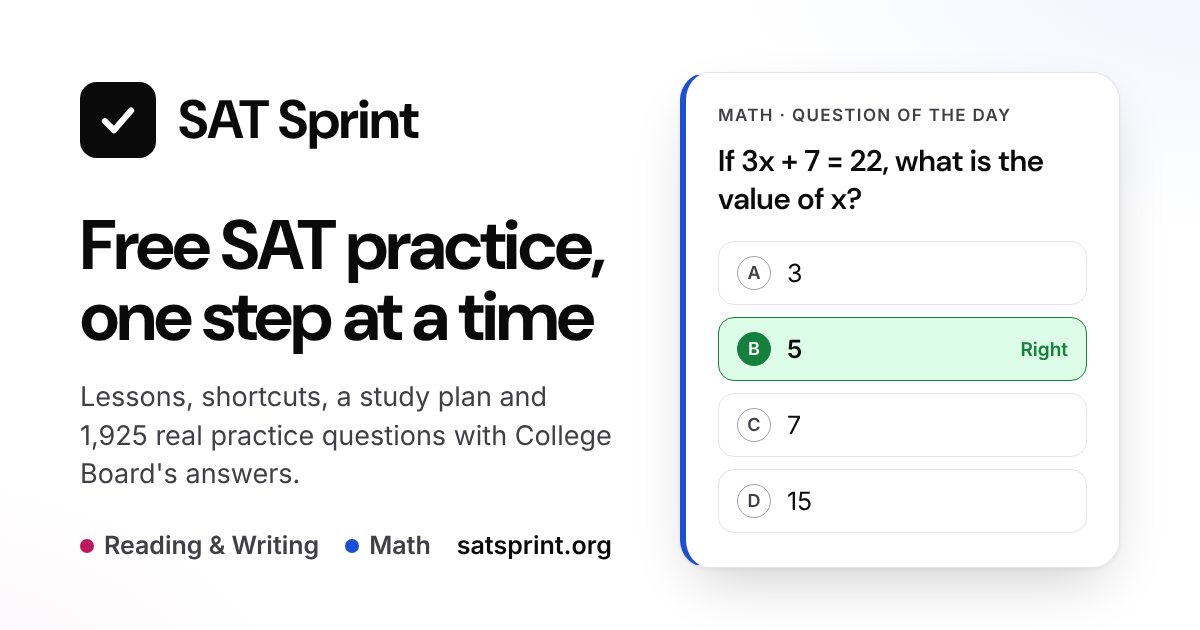 SAT Sprint
Free SAT practice,
one step at a time
Lessons, shortcuts, a study plan and
1,925 real practice questions with College
Board's answers.
Reading & Writing Math satsprint.org
MATH · QUESTION OF THE DAY
If 3x + 7 = 22, what is the
value of x?
A 3
B 5 Right
C 7
D 15